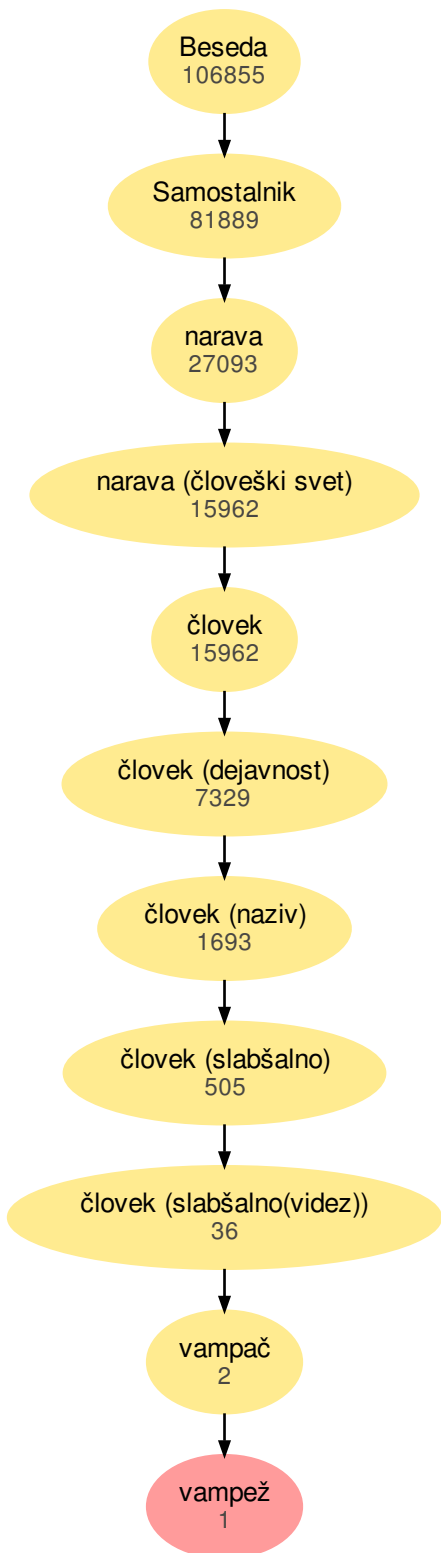 Beseda
106855
Samostalnik
81889
narava
27093
narava (človeški svet)
15962
človek
15962
človek (dejavnost)
7329
človek (naziv)
1693
človek (slabšalno)
505
človek (slabšalno(videz))
36
vampač
2
vampež
1